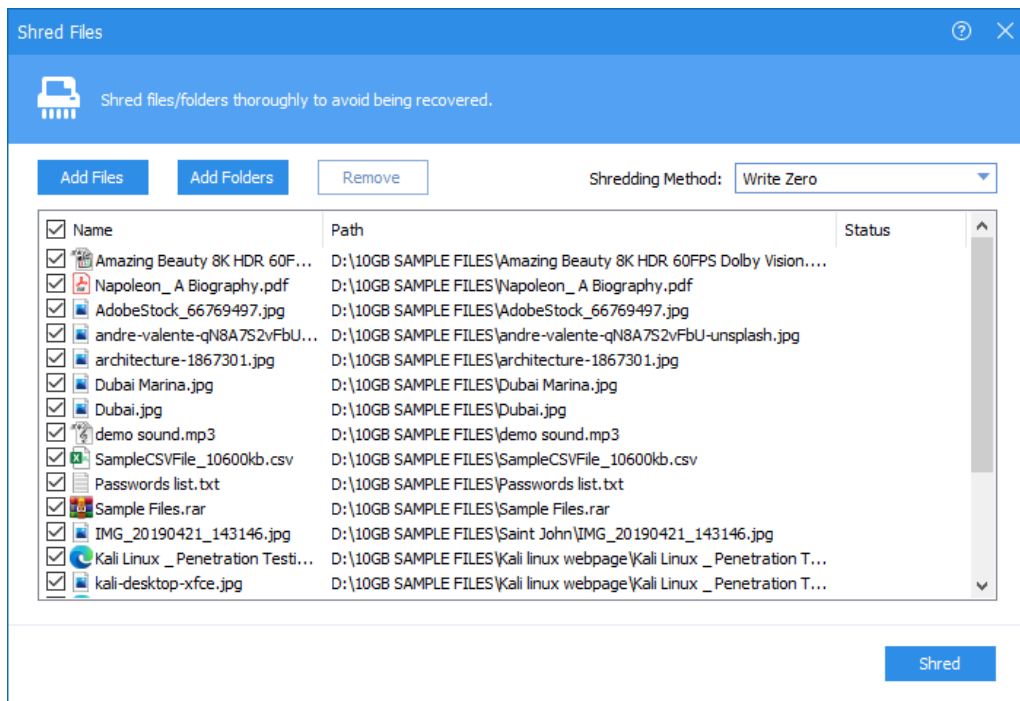 Shred Files
Shred files/folders thoroughly to avoid being recovered.
Add Files Add Folders Remove Shredding Method: Write Zero
Name Path Status
Amazing Beauty 8K HDR 60F... D:\10GB SAMPLE FILES\Amazing Beauty 8K HDR 60FPS Dolby Vision....
Napoleon_ A Biography.pdf D:\10GB SAMPLE FILES\Napoleon_ A Biography.pdf
AdobeStock_66769497.jpg D:\10GB SAMPLE FILES\AdobeStock_66769497.jpg
andre-valente-qN8A7S2vFbU... D:\10GB SAMPLE FILES\andre-valente-qN8A7S2vFbU-unsplash.jpg
architecture-1867301.jpg D:\10GB SAMPLE FILES\architecture-1867301.jpg
Dubai Marina.jpg D:\10GB SAMPLE FILES\Dubai Marina.jpg
Dubai.jpg D:\10GB SAMPLE FILES\Dubai.jpg
demo sound.mp3 D:\10GB SAMPLE FILES\demo sound.mp3
SampleCSVFile_10600kb.csv D:\10GB SAMPLE FILES\SampleCSVFile_10600kb.csv
Passwords list.txt D:\10GB SAMPLE FILES\Passwords list.txt
Sample Files.rar D:\10GB SAMPLE FILES\Sample Files.rar
IMG_20190421_143146.jpg D:\10GB SAMPLE FILES\Saint John\IMG_20190421_143146.jpg
Kali Linux _ Penetration Testi... D:\10GB SAMPLE FILES\Kali linux webpage\Kali Linux _ Penetration T...
kali-desktop-xfce.jpg D:\10GB SAMPLE FILES\Kali linux webpage\Kali Linux _ Penetration T...
Shred